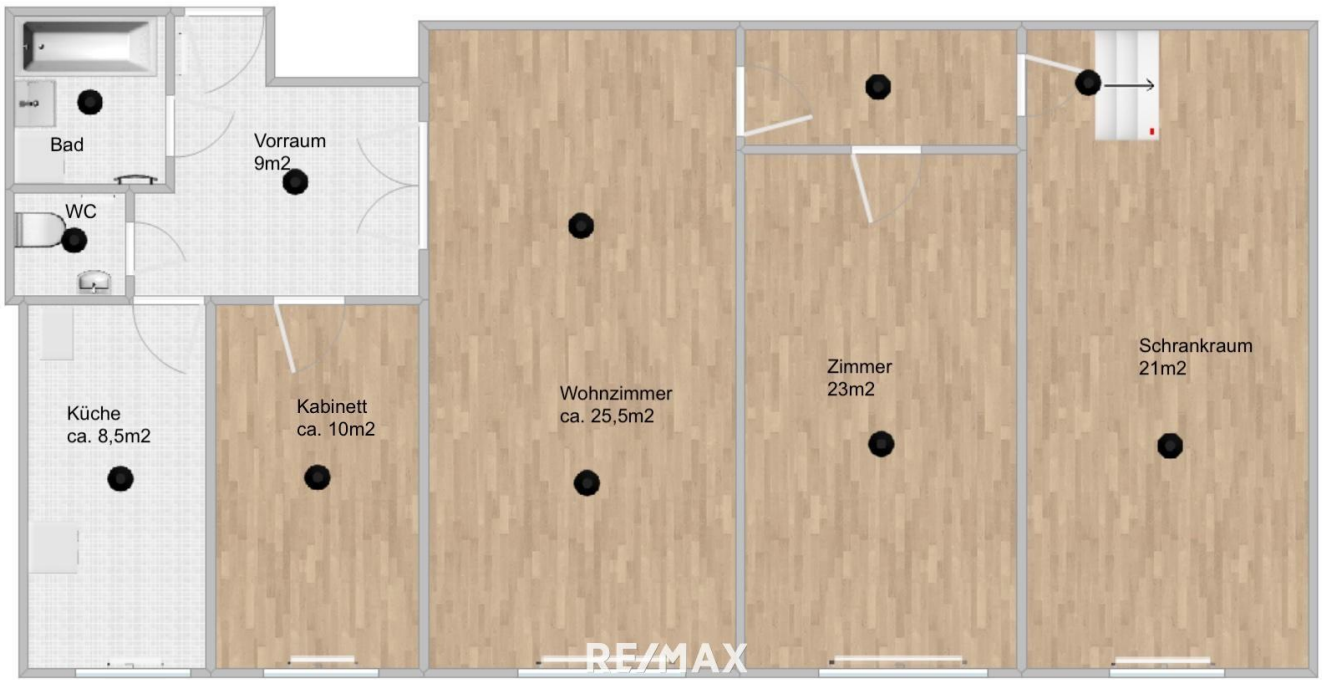 Bad
Vorraum
9m2
WC
Küche
ca. 8,5m2
Kabinett
ca. 10m2
Wohnzimmer
ca. 25,5m2
Zimmer
23m2
Schrankraum
21m2
RE/MAX